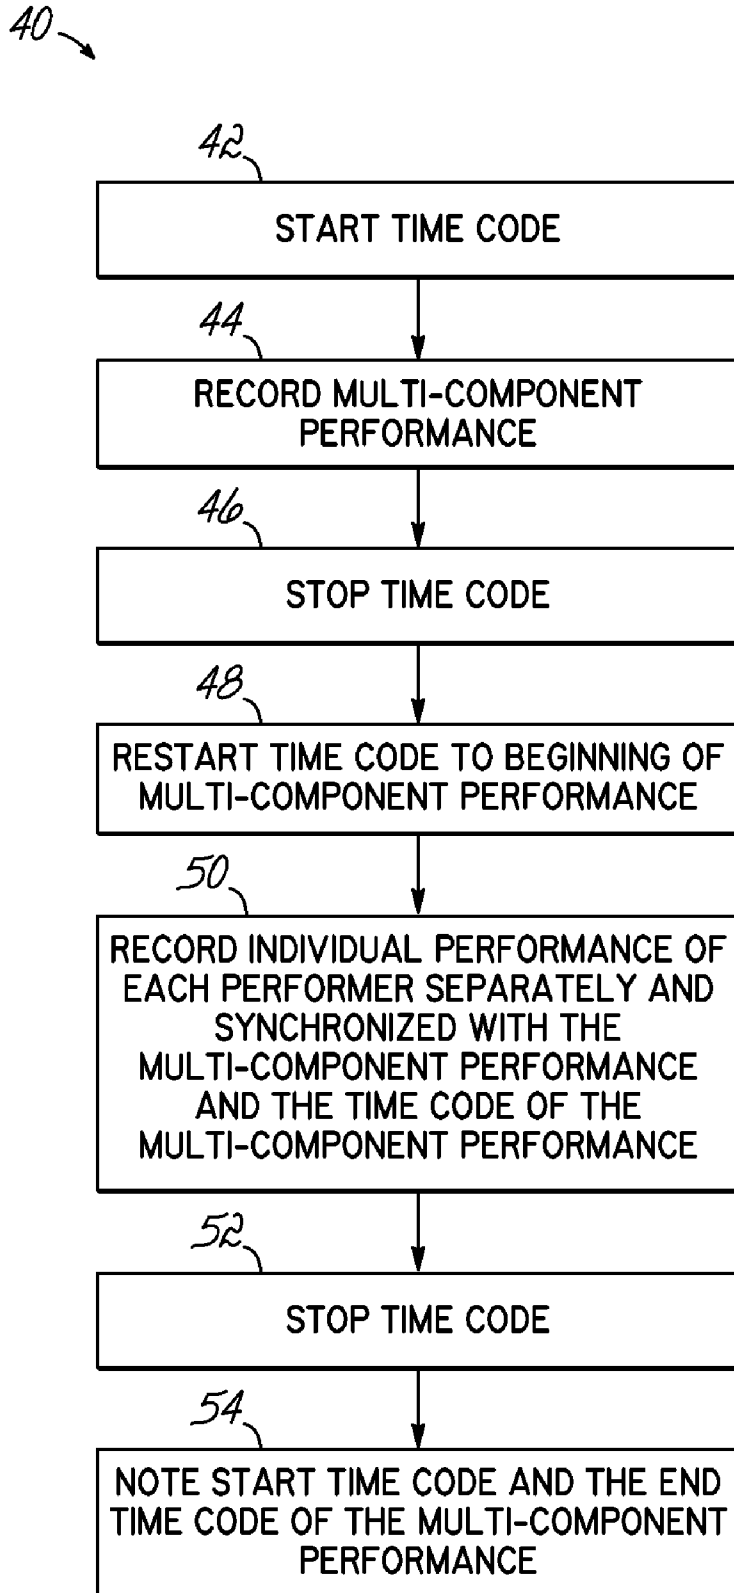 40
42
START TIME CODE
44
RECORD MULTI-COMPONENT
PERFORMANCE
46
STOP TIME CODE
48
RESTART TIME CODE TO BEGINNING OF
MULTI-COMPONENT PERFORMANCE
50
RECORD INDIVIDUAL PERFORMANCE OF
EACH PERFORMER SEPARATELY AND
SYNCHRONIZED WITH THE
MULTI-COMPONENT PERFORMANCE
AND THE TIME CODE OF THE
MULTI-COMPONENT PERFORMANCE
52
STOP TIME CODE
54
NOTE START TIME CODE AND THE END
TIME CODE OF THE MULTI-COMPONENT
PERFORMANCE